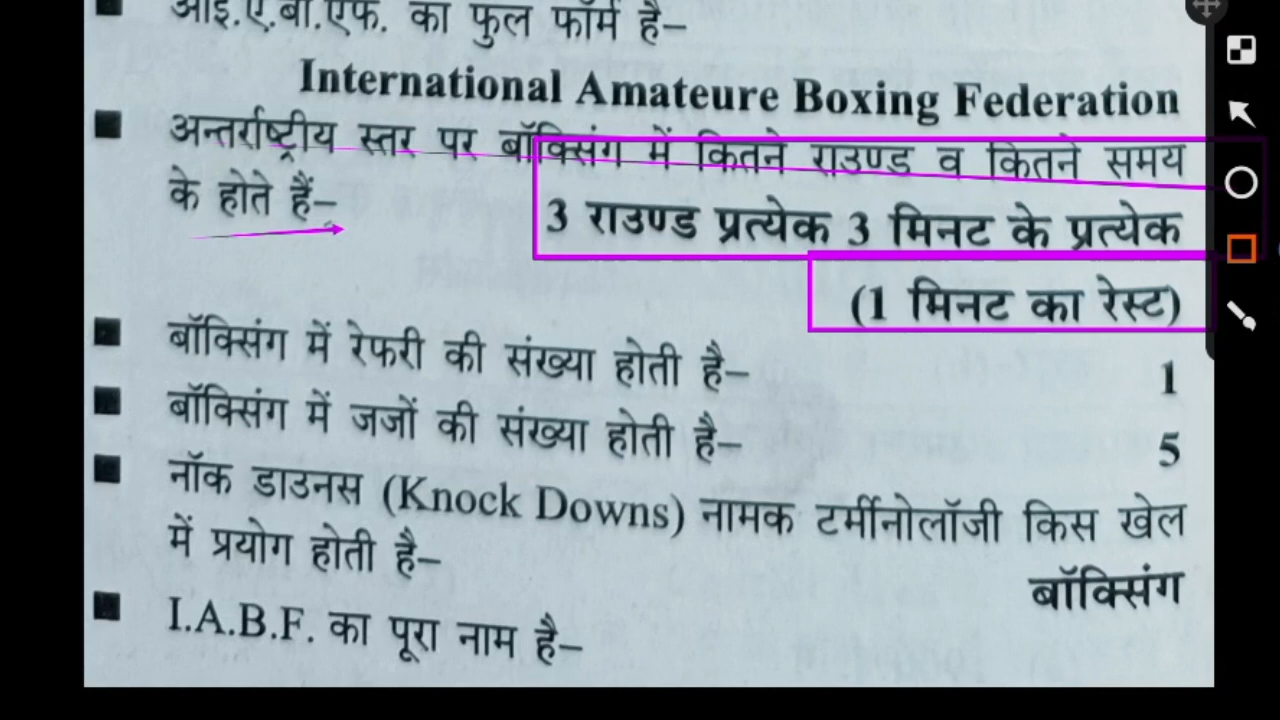 आई.ए.बी.एफ. का फुल फॉर्म है–
International Amateure Boxing Federation
अन्तर्राष्ट्रीय स्तर पर बॉक्सिंग में कितने राउण्ड व कितने समय
के होते हैं–
3 राउण्ड प्रत्येक 3 मिनट के प्रत्येक
(1 मिनट का रेस्ट)
बॉक्सिंग में रेफरी की संख्या होती है–
1
बॉक्सिंग में जजों की संख्या होती है–
5
नॉक डाउनस (Knock Downs) नामक टर्मीनोलॉजी किस खेल
में प्रयोग होती है–
बॉक्सिंग
I.A.B.F. का पूरा नाम है–